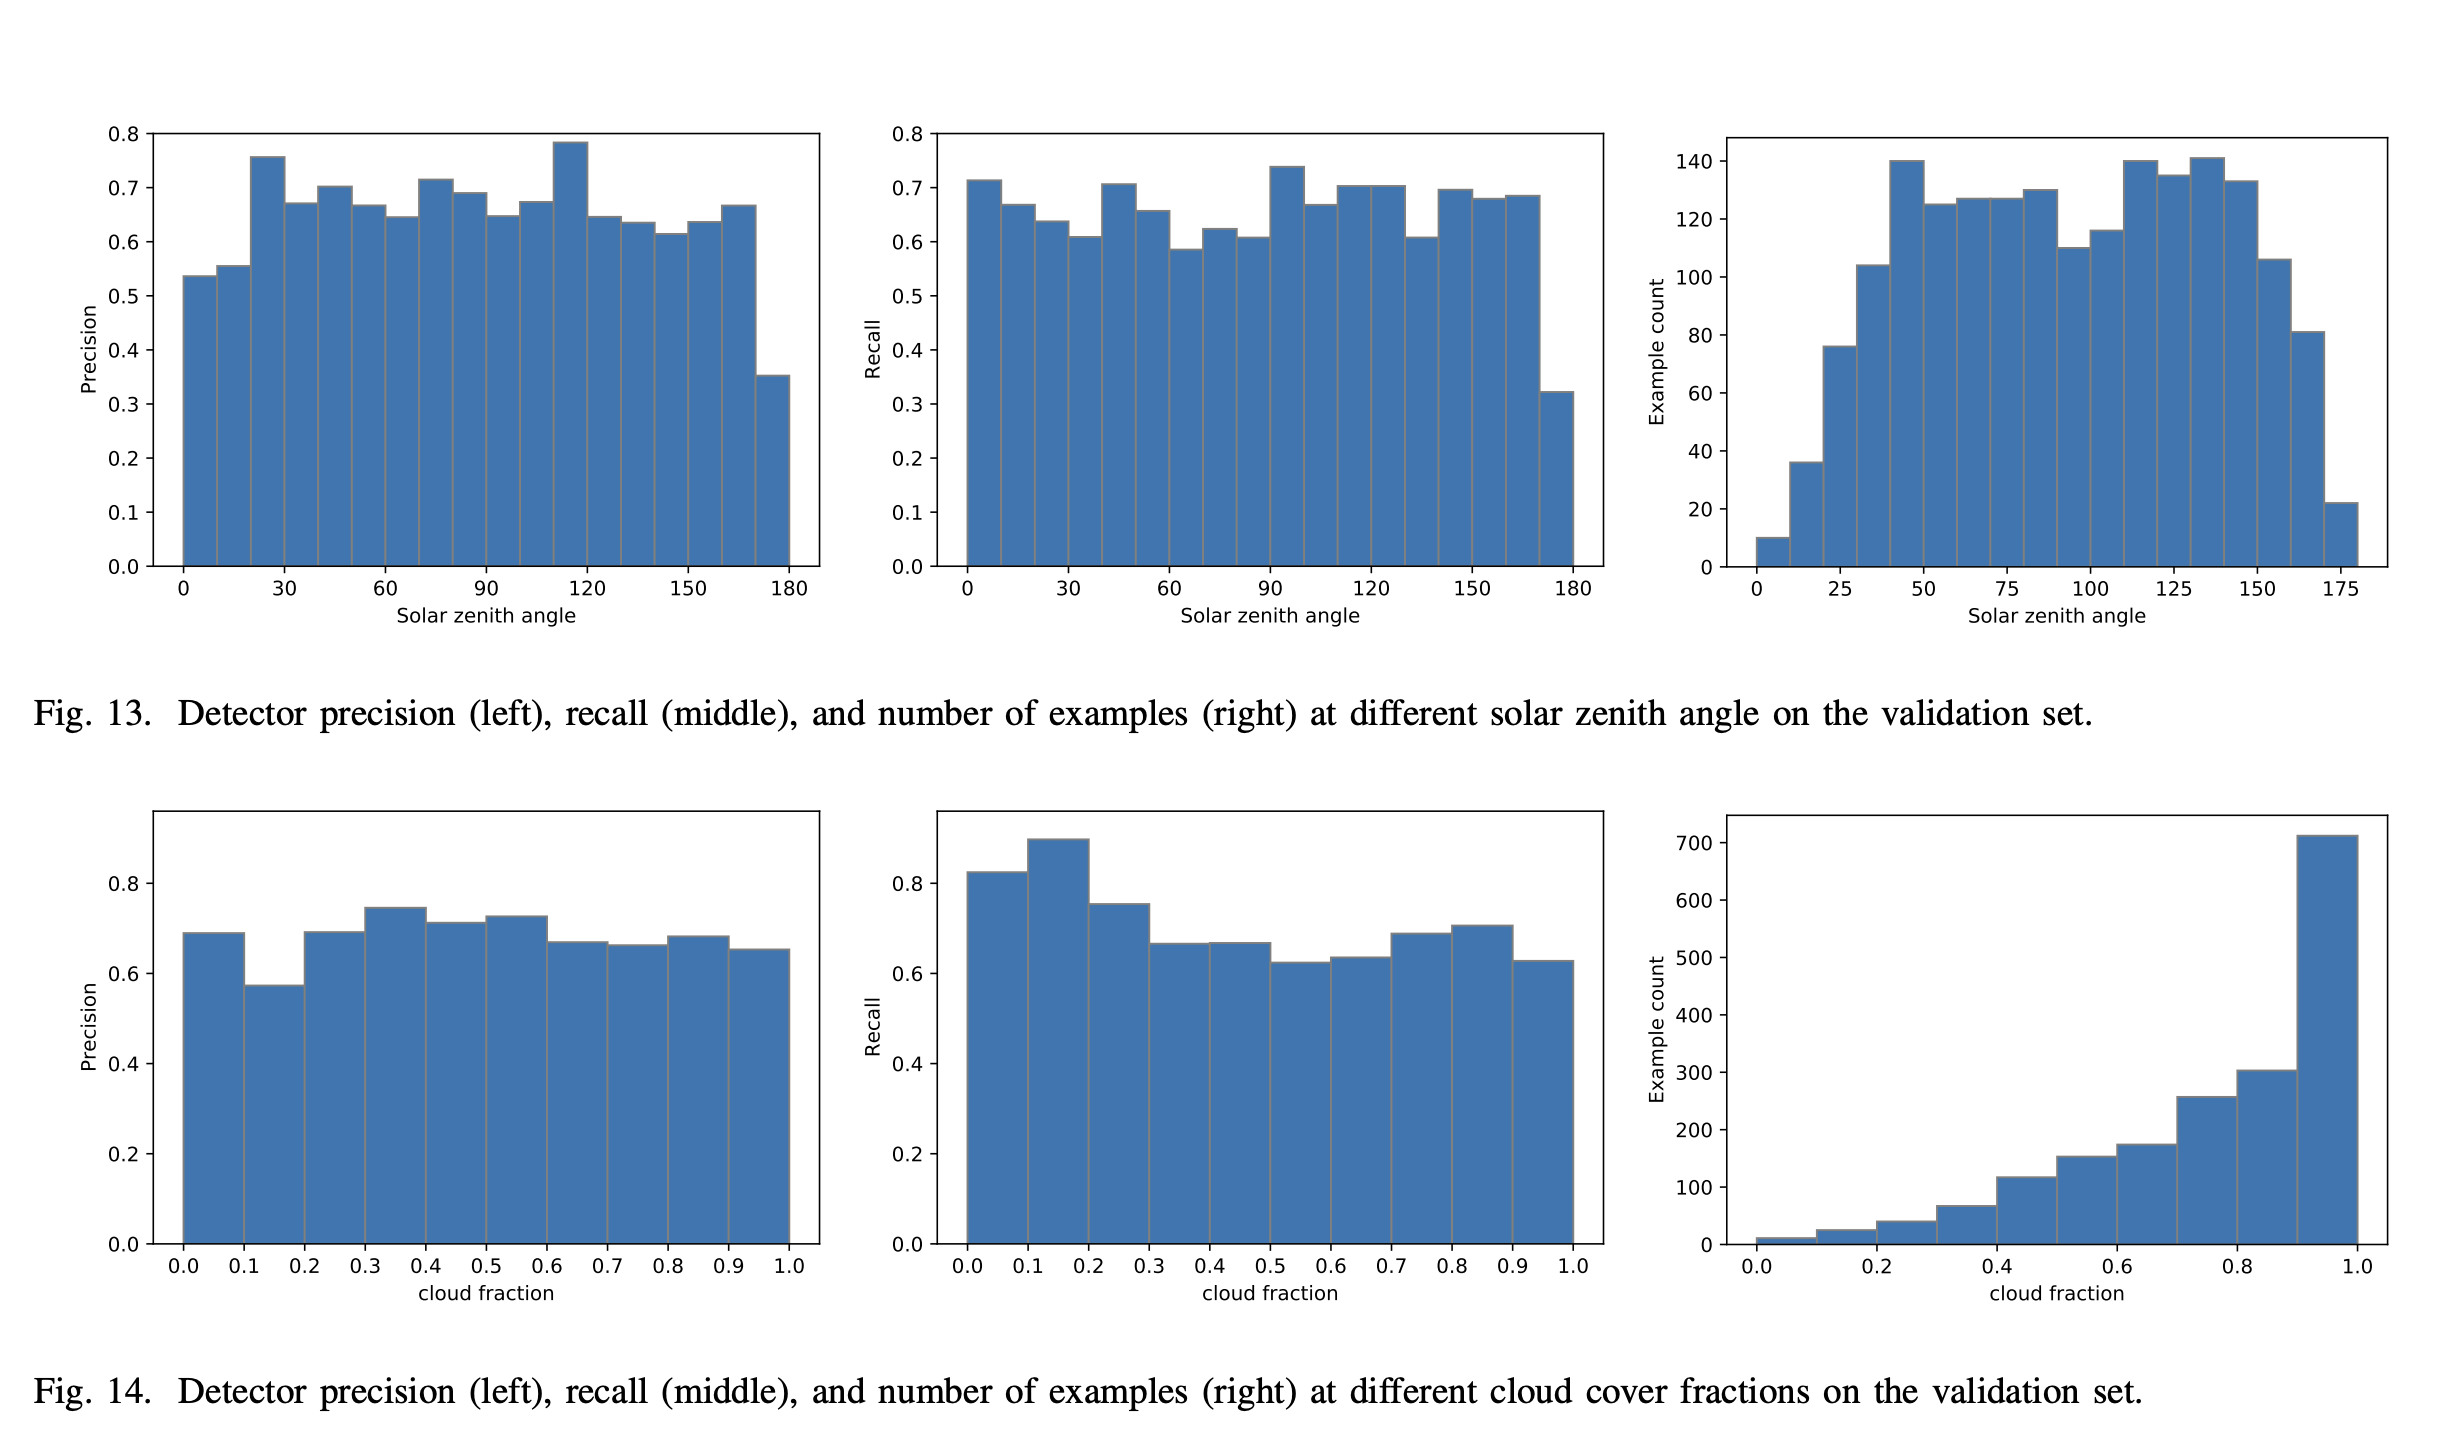 0.8
0.7
0.6
0.5
0.4
0.3
0.2
0.1
0.0
Precision
0 30 60 90 120 150 180
Solar zenith angle
0.8
0.7
0.6
0.5
0.4
0.3
0.2
0.1
0.0
Recall
0 30 60 90 120 150 180
Solar zenith angle
140
120
100
80
60
40
20
0
Example count
0 25 50 75 100 125 150 175
Solar zenith angle
Fig. 13. Detector precision (left), recall (middle), and number of examples (right) at different solar zenith angle on the validation set.
0.8
0.6
0.4
0.2
0.0
Precision
0.0 0.1 0.2 0.3 0.4 0.5 0.6 0.7 0.8 0.9 1.0
cloud fraction
0.8
0.6
0.4
0.2
0.0
Recall
0.0 0.1 0.2 0.3 0.4 0.5 0.6 0.7 0.8 0.9 1.0
cloud fraction
700
600
500
400
300
200
100
0
Example count
0.0 0.2 0.4 0.6 0.8 1.0
cloud fraction
Fig. 14. Detector precision (left), recall (middle), and number of examples (right) at different cloud cover fractions on the validation set.